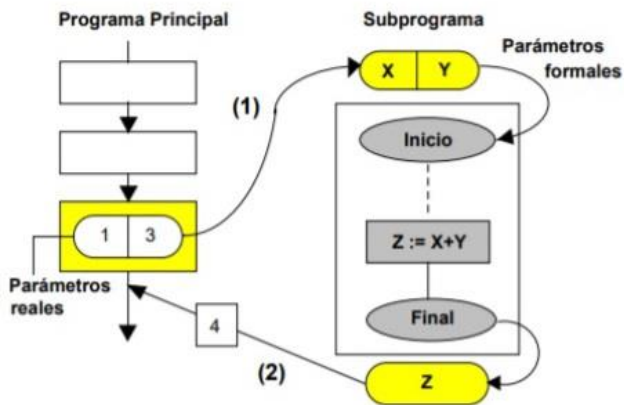 Programa Principal
Subprograma
Parámetros
formales
X Y
(1)
Inicio
1 3
Z := X+Y
Parámetros
reales
4
Final
(2)
Z